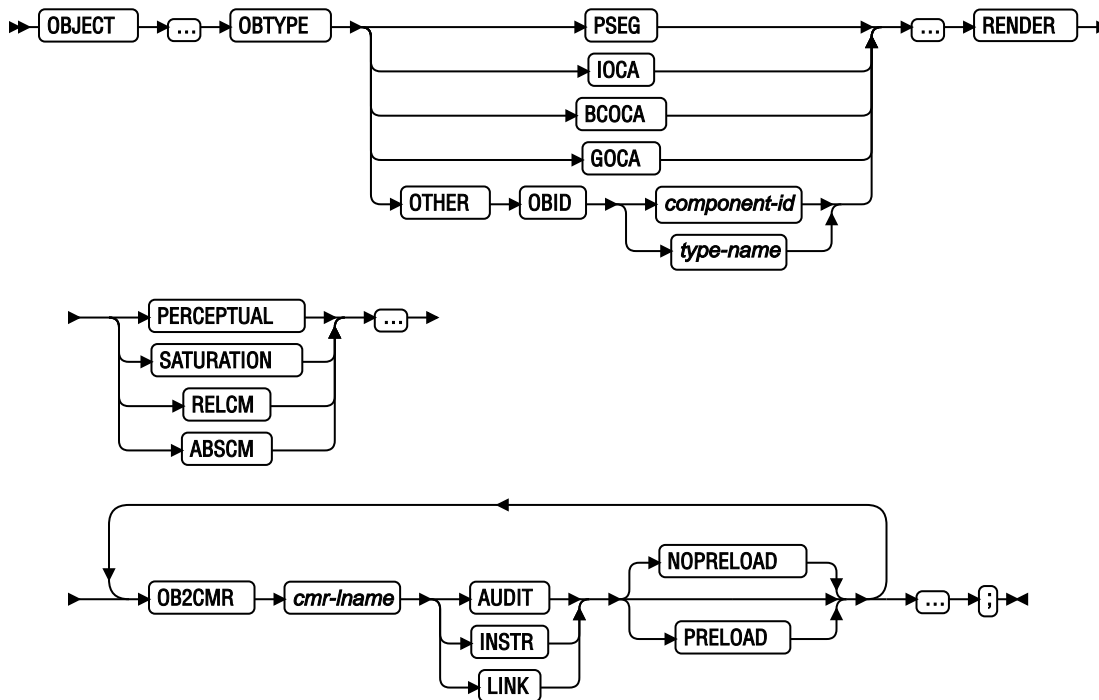 OBJECT ... OBTYPE PSEG ... RENDER
IOCA
BCOCA
GOCA
OTHER OBID component-id
type-name
PERCEPTUAL ...
SATURATION
RELCM
ABSCM
NOPRELOAD
OB2CMR cmr-lname AUDIT ... ;
INSTR PRELOAD
LINK